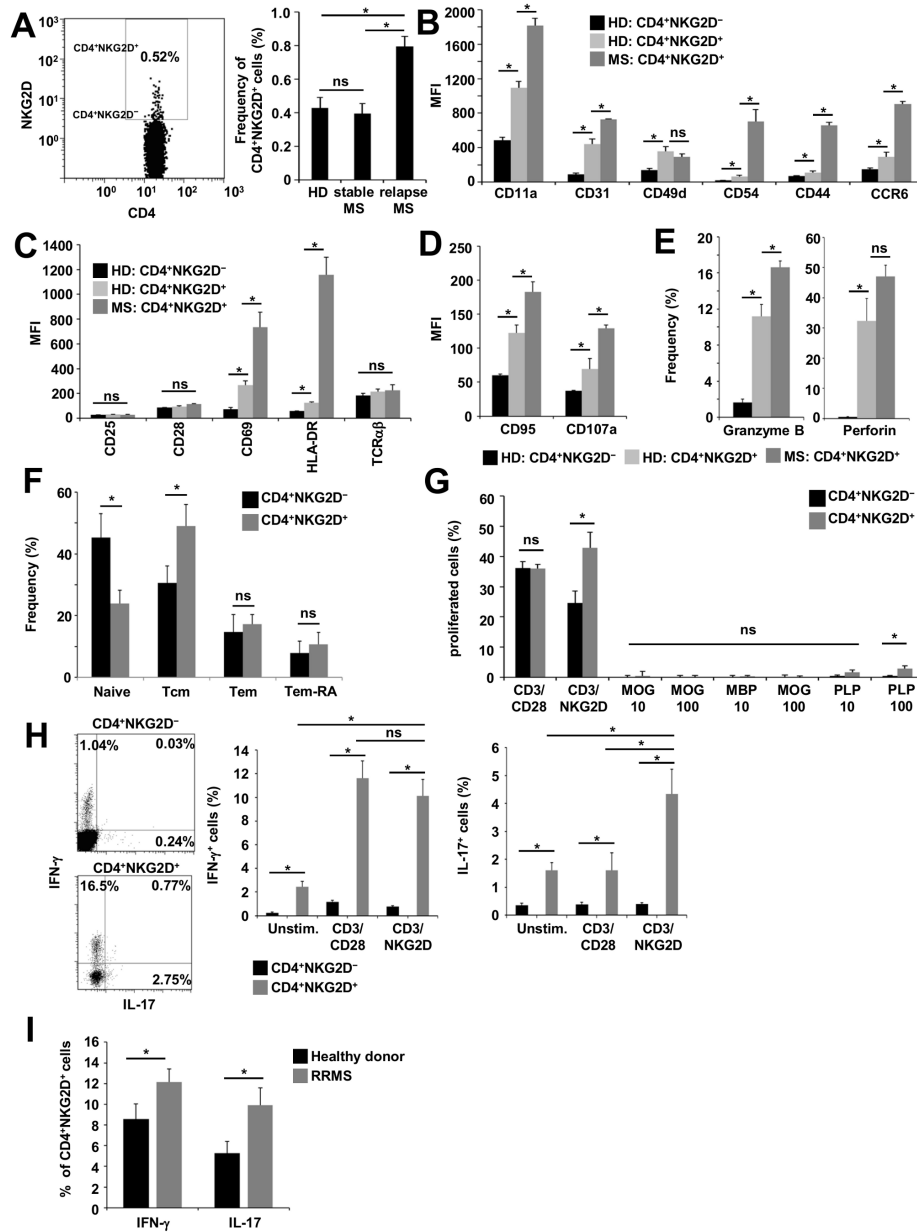 A
NKG2D
10³
10²
10¹
10⁰
CD4⁺NKG2D⁺
0.52%
CD4⁺NKG2D⁻
10⁰ 10¹ 10² 10³
CD4
Frequency of
CD4⁺NKG2D⁺ cells (%)
1.0
0.8
0.6
0.4
0.2
0
*
*
ns
HD stable relapse
MS MS
B
MFI
2000
1600
1200
800
400
0
HD: CD4⁺NKG2D⁻
HD: CD4⁺NKG2D⁺
MS: CD4⁺NKG2D⁺
* * * * * ns * * * * * *
CD11a CD31 CD49d CD54 CD44 CCR6
C
MFI
1400
1200
1000
800
600
400
200
0
HD: CD4⁺NKG2D⁻
HD: CD4⁺NKG2D⁺
MS: CD4⁺NKG2D⁺
ns ns * * * * ns
CD25 CD28 CD69 HLA-DR TCRαβ
D
MFI
250
200
150
100
50
0
* * * *
CD95 CD107a
E
Frequency (%)
20
16
12
8
4
0
* *
Granzyme B
60
50
40
30
20
10
0
* ns
Perforin
HD: CD4⁺NKG2D⁻ HD: CD4⁺NKG2D⁺ MS: CD4⁺NKG2D⁺
F
Frequency (%)
60
40
20
0
CD4⁺NKG2D⁻
CD4⁺NKG2D⁺
* * ns ns
Naive Tcm Tem Tem-RA
G
proliferated cells (%)
60
50
40
30
20
10
0
CD4⁺NKG2D⁻
CD4⁺NKG2D⁺
ns * ns *
CD3/ CD3/ MOG MOG MBP MOG PLP PLP
CD28 NKG2D 10 100 10 100 10 100
H
CD4⁺NKG2D⁻
1.04% 0.03%
0.24%
CD4⁺NKG2D⁺
16.5% 0.77%
2.75%
IFN-γ
IL-17
IFN-γ⁺ cells (%)
14
12
10
8
6
4
2
0
*
ns
* * *
Unstim. CD3/ CD3/
CD28 NKG2D
CD4⁺NKG2D⁻
CD4⁺NKG2D⁺
IL-17⁺ cells (%)
6
5
4
3
2
1
0
*
*
* * *
Unstim. CD3/ CD3/
CD28 NKG2D
I
% of CD4⁺NKG2D⁺ cells
16
14
12
10
8
6
4
2
0
* *
Healthy donor
RRMS
IFN-γ IL-17